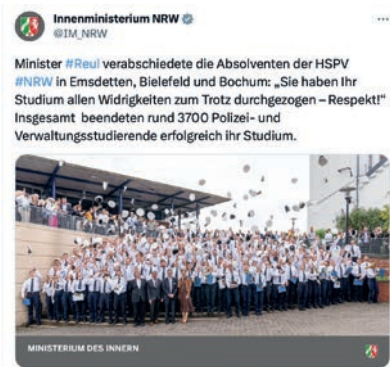 Innenministerium NRW
@IM_NRW
Minister #Reul verabschiedete die Absolventen der HSPV
#NRW in Emsdetten, Bielefeld und Bochum: „Sie haben Ihr
Studium allen Widrigkeiten zum Trotz durchgezogen – Respekt!“
Insgesamt beendeten rund 3700 Polizei- und
Verwaltungsstudierende erfolgreich ihr Studium.
MINISTERIUM DES INNERN